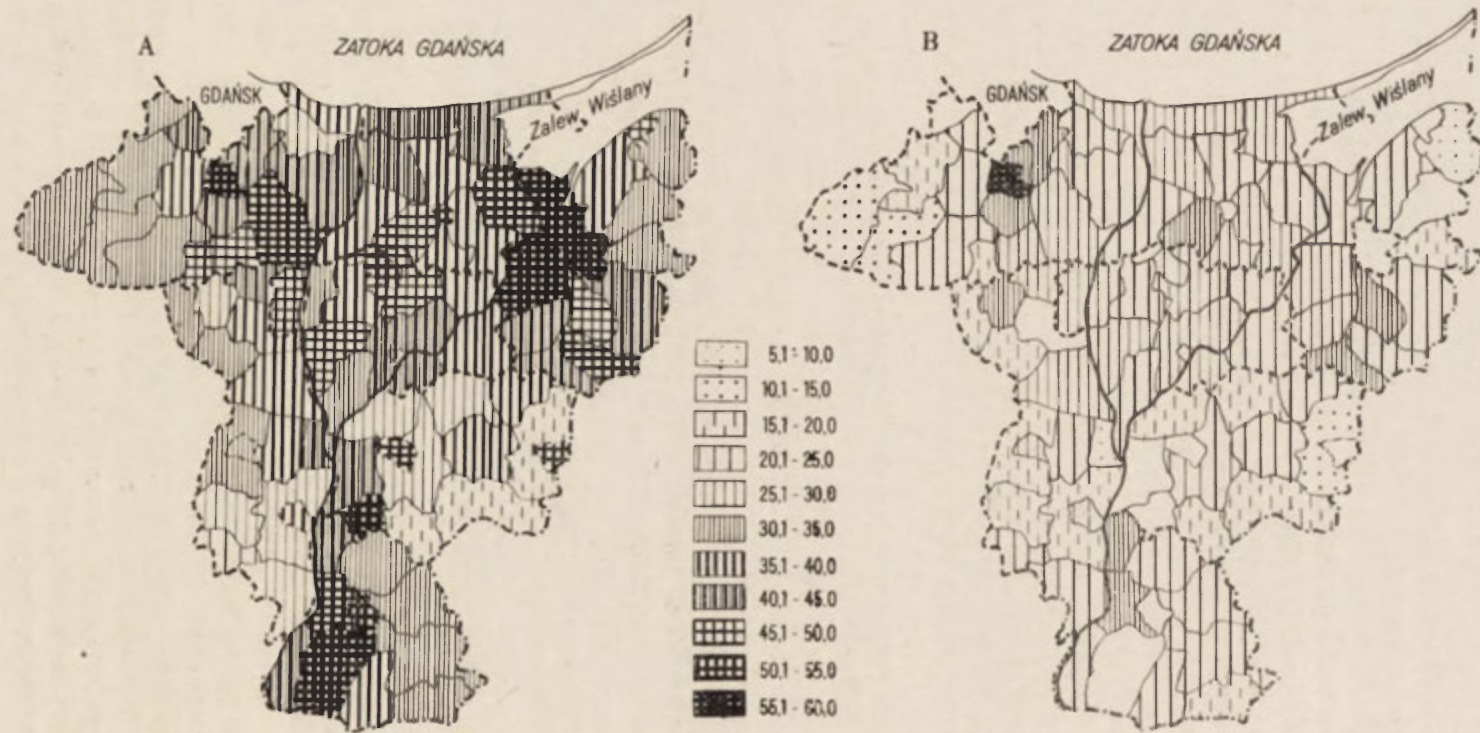 A
ZATOKA GDAŃSKA
GDAŃSK
Zalew Wiślany
B
ZATOKA GDAŃSKA
GDAŃSK
Zalew Wiślany
5,1 - 10,0
10,1 - 15,0
15,1 - 20,0
20,1 - 25,0
25,1 - 30,0
30,1 - 35,0
35,1 - 40,0
40,1 - 45,0
45,1 - 50,0
50,1 - 55,0
55,1 - 60,0